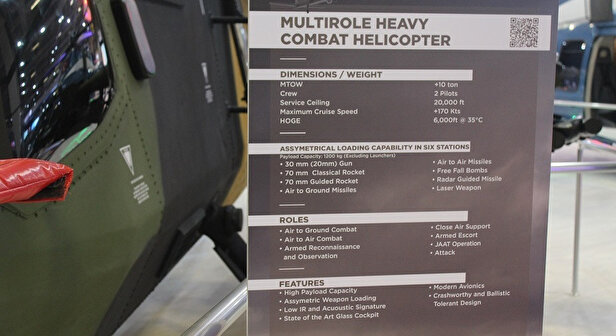 MULTIROLE HEAVY
COMBAT HELICOPTER
DIMENSIONS / WEIGHT
MTOW +10 ton
Crew 2 Pilots
Service Ceiling 20,000 ft
Maximum Cruise Speed +170 Kts
HOGE 6,000ft @ 35°C
ASSYMETRICAL LOADING CAPABILITY IN SIX STATIONS
Payload Capacity: 1200 kg (Excluding Launchers)
• 30 mm (20mm) Gun
• 70 mm Classical Rocket
• 70 mm Guided Rocket
• Air to Ground Missiles
• Air to Air Missiles
• Free Fall Bombs
• Radar Guided Missile
• Laser Weapon
ROLES
• Air to Ground Combat
• Air to Air Combat
• Armed Reconnaissance
and Observation
• Close Air Support
• Armed Escort
• JAAT Operation
• Attack
FEATURES
• High Payload Capacity
• Assymetric Weapon Loading
• Low IR and Acuoustic Signature
• State of the Art Glass Cockpit
• Modern Avionics
• Crashworthy and Ballistic
Tolerant Design